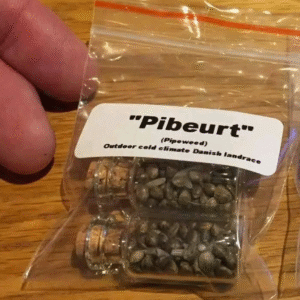 "Pibeurt"
(Pipeweed)
Outdoor cold climate Danish landrace